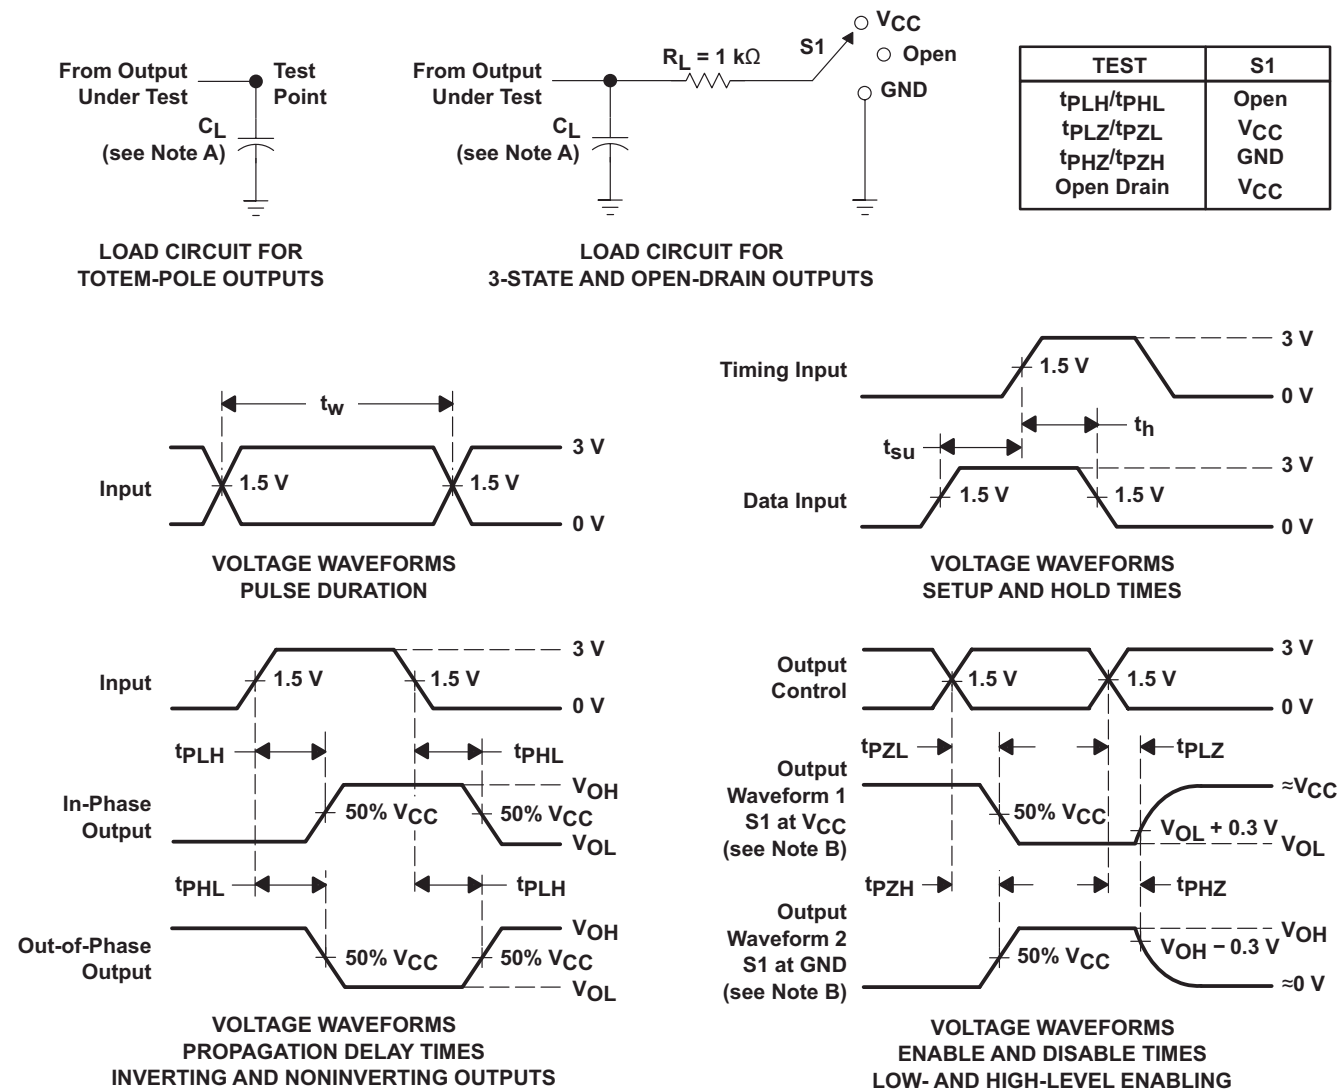 From Output
Under Test
Test
Point
CL
(see Note A)
LOAD CIRCUIT FOR
TOTEM-POLE OUTPUTS
From Output
Under Test
RL = 1 kΩ
S1
VCC
Open
GND
CL
(see Note A)
LOAD CIRCUIT FOR
3-STATE AND OPEN-DRAIN OUTPUTS
TEST S1
tPLH/tPHL Open
tPLZ/tPZL VCC
tPHZ/tPZH GND
Open Drain VCC
tw
Input
1.5 V
1.5 V
3 V
0 V
VOLTAGE WAVEFORMS
PULSE DURATION
Timing Input
1.5 V
3 V
0 V
tsu
th
Data Input
1.5 V
1.5 V
3 V
0 V
VOLTAGE WAVEFORMS
SETUP AND HOLD TIMES
Input
1.5 V
1.5 V
3 V
0 V
tPLH
tPHL
In-Phase
Output
50% VCC
50% VCC
VOH
VOL
tPHL
tPLH
Out-of-Phase
Output
50% VCC
50% VCC
VOH
VOL
VOLTAGE WAVEFORMS
PROPAGATION DELAY TIMES
INVERTING AND NONINVERTING OUTPUTS
Output
Control
1.5 V
1.5 V
3 V
0 V
tPZL
tPLZ
Output
Waveform 1
S1 at VCC
(see Note B)
50% VCC
VOL + 0.3 V
≈VCC
VOL
tPZH
tPHZ
Output
Waveform 2
S1 at GND
(see Note B)
50% VCC
VOH − 0.3 V
VOH
≈0 V
VOLTAGE WAVEFORMS
ENABLE AND DISABLE TIMES
LOW- AND HIGH-LEVEL ENABLING